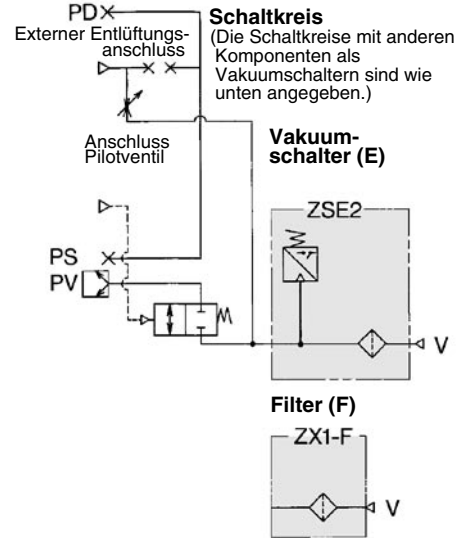 PD
Schaltkreis
(Die Schaltkreise mit anderen
Komponenten als
Vakuumschaltern sind wie
unten angegeben.)
Externer Entlüftungs-
anschluss
Anschluss
Pilotventil
Vakuum-
schalter (E)
ZSE2
PS
PV
V
Filter (F)
ZX1-F
V